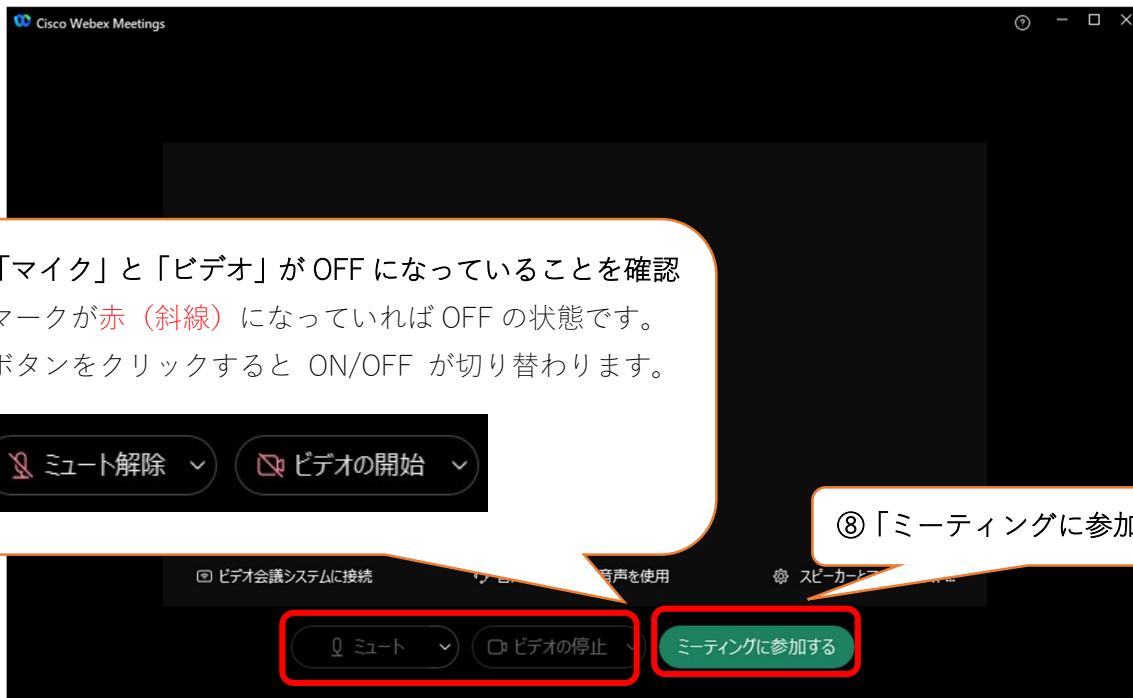 Cisco Webex Meetings
「マイク」と「ビデオ」が OFF になっていることを確認
マークが赤（斜線）になっていれば OFF の状態です。
ボタンをクリックすると ON/OFF が切り替わります。
ミュート解除 ビデオの開始
⑧「ミーティングに参加
ビデオ会議システムに接続 音声を使用 スピーカーと
ミュート ビデオの停止 ミーティングに参加する